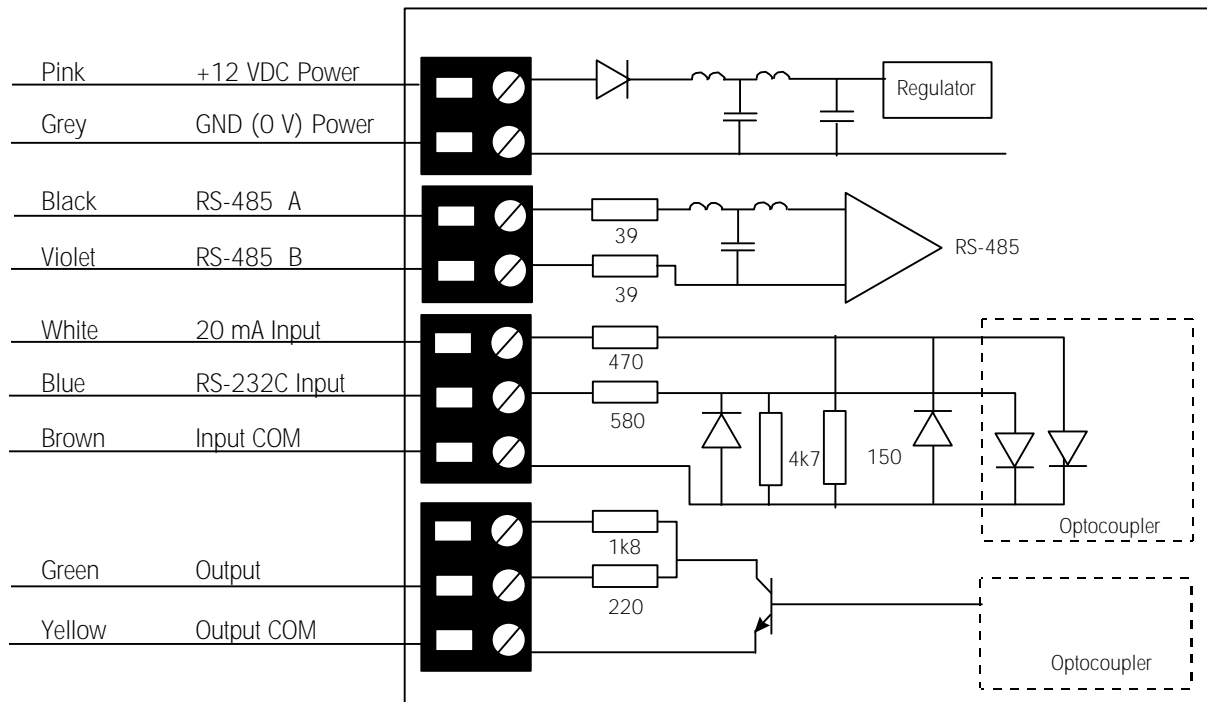 Pink +12 VDC Power
Regulator
Grey GND (0 V) Power
Black RS-485 A
39
RS-485
Violet RS-485 B
39
White 20 mA Input
470
Blue RS-232C Input
580
Brown Input COM
4k7
150
Optocoupler
1k8
Green Output
220
Yellow Output COM
Optocoupler